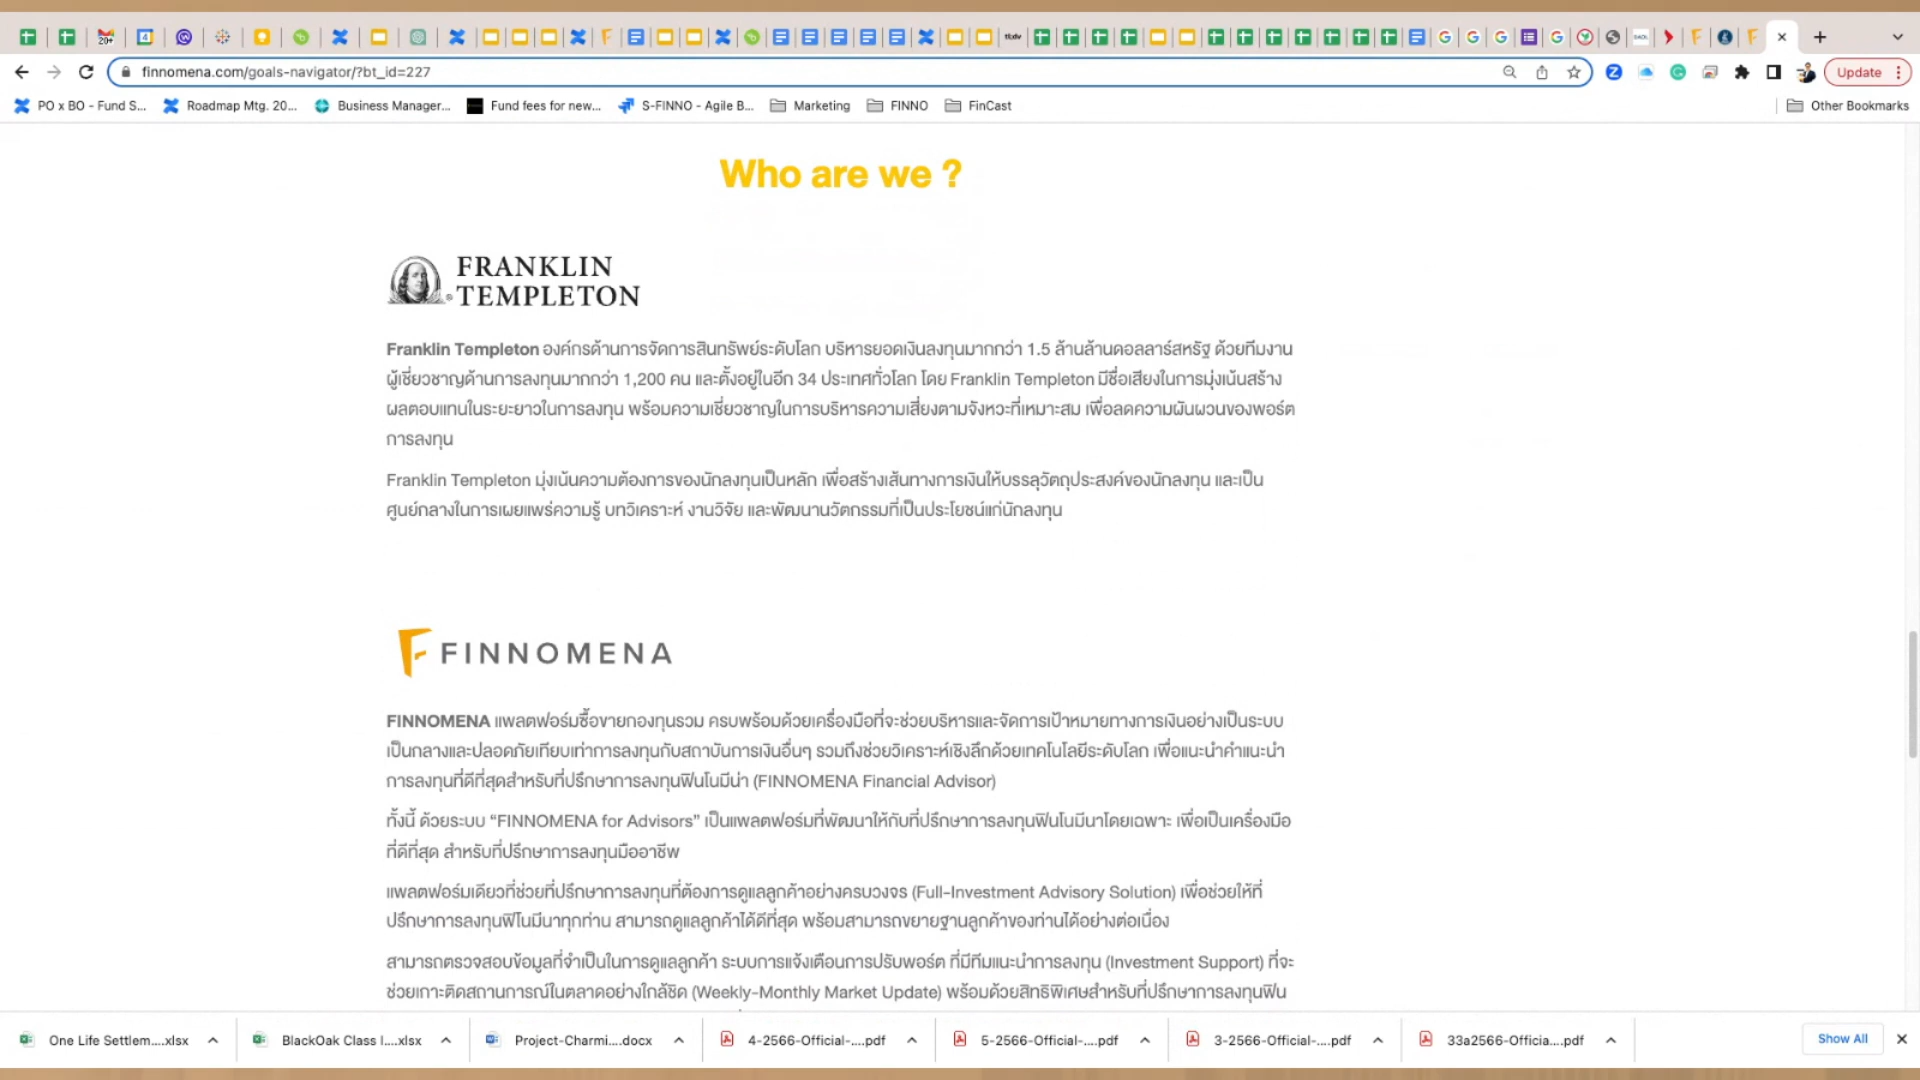 20+
4
tl;dv
finnomena.com/goals-navigator/?bt_id=227
Update
PO x BO - Fund S...
Roadmap Mtg. 20...
Business Manager...
Fund fees for new...
S-FINNO - Agile B...
Marketing
FINNO
FinCast
Other Bookmarks
Who are we ?
FRANKLIN
TEMPLETON
Franklin Templeton องค์กรด้านการจัดการสินทรัพย์ระดับโลก บริหารยอดเงินลงทุนมากกว่า 1.5 ล้านล้านดอลลาร์สหรัฐ ด้วยทีมงาน
ผู้เชี่ยวชาญด้านการลงทุนมากกว่า 1,200 คน และตั้งอยู่ในอีก 34 ประเทศทั่วโลก โดย Franklin Templeton มีชื่อเสียงในการมุ่งเน้นสร้าง
ผลตอบแทนในระยะยาวในการลงทุน พร้อมความเชี่ยวชาญในการบริหารความเสี่ยงตามจังหวะที่เหมาะสม เพื่อลดความผันผวนของพอร์ต
การลงทุน
Franklin Templeton มุ่งเน้นความต้องการของนักลงทุนเป็นหลัก เพื่อสร้างเส้นทางการเงินให้บรรลุวัตถุประสงค์ของนักลงทุน และเป็น
ศูนย์กลางในการเผยแพร่ความรู้ บทวิเคราะห์ งานวิจัย และพัฒนานวัตกรรมที่เป็นประโยชน์แก่นักลงทุน
FINNOMENA
FINNOMENA แพลตฟอร์มซื้อขายกองทุนรวม ครบพร้อมด้วยเครื่องมือที่จะช่วยบริหารและจัดการเป้าหมายทางการเงินอย่างเป็นระบบ
เป็นกลางและปลอดภัยเทียบเท่าการลงทุนกับสถาบันการเงินอื่นๆ รวมถึงช่วยวิเคราะห์เชิงลึกด้วยเทคโนโลยีระดับโลก เพื่อแนะนำคำแนะนำ
การลงทุนที่ดีที่สุดสำหรับที่ปรึกษาการลงทุนฟินโนมีน่า (FINNOMENA Financial Advisor)
ทั้งนี้ ด้วยระบบ “FINNOMENA for Advisors” เป็นแพลตฟอร์มที่พัฒนาให้กับที่ปรึกษาการลงทุนฟินโนมีนาโดยเฉพาะ เพื่อเป็นเครื่องมือ
ที่ดีที่สุด สำหรับที่ปรึกษาการลงทุนมืออาชีพ
แพลตฟอร์มเดียวที่ช่วยที่ปรึกษาการลงทุนที่ต้องการดูแลลูกค้าอย่างครบวงจร (Full-Investment Advisory Solution) เพื่อช่วยให้ที่
ปรึกษาการลงทุนฟิโนมีนาทุกท่าน สามารถดูแลลูกค้าได้ดีที่สุด พร้อมสามารถขยายฐานลูกค้าของท่านได้อย่างต่อเนื่อง
สามารถตรวจสอบข้อมูลที่จำเป็นในการดูแลลูกค้า ระบบการแจ้งเตือนการปรับพอร์ต ที่มีทีมแนะนำการลงทุน (Investment Support) ที่จะ
ช่วยเกาะติดสถานการณ์ในตลาดอย่างใกล้ชิด (Weekly-Monthly Market Update) พร้อมด้วยสิทธิพิเศษสำหรับที่ปรึกษาการลงทุนฟิน
One Life Settlem....xlsx
BlackOak Class I....xlsx
Project-Charmi....docx
4-2566-Official-....pdf
5-2566-Official-....pdf
3-2566-Official-....pdf
33a2566-Officia....pdf
Show All